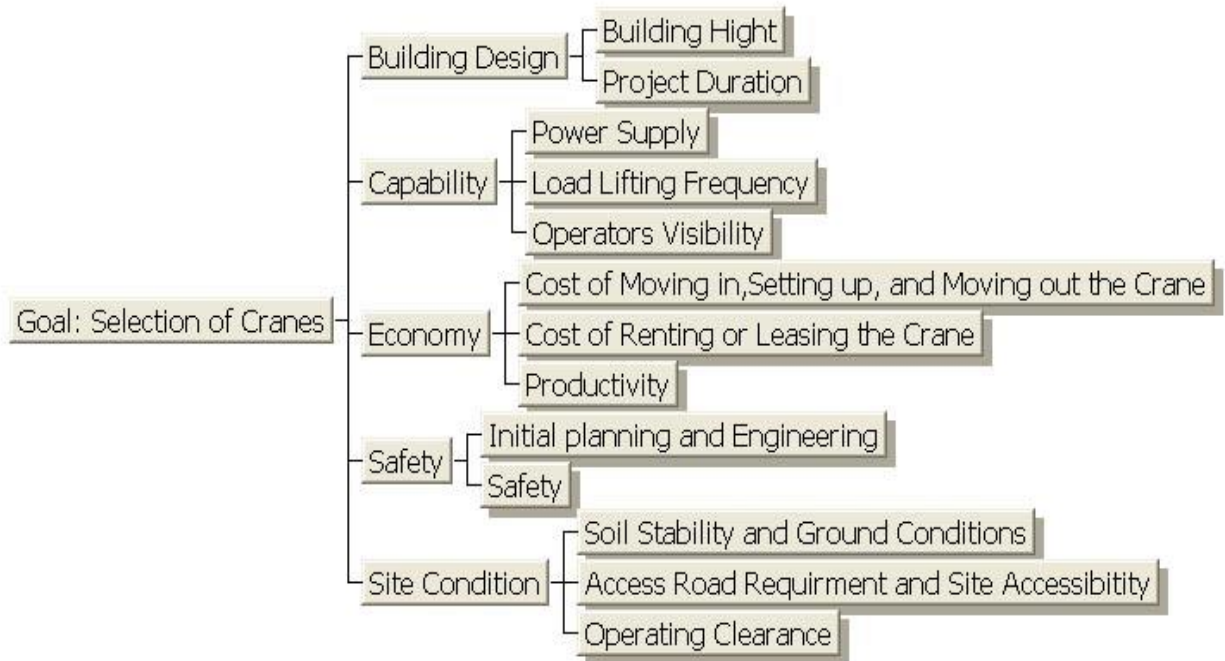 Building Hight
Building Design
Project Duration
Power Supply
Capability
Load Lifting Frequency
Operators Visibility
Cost of Moving in,Setting up, and Moving out the Crane
Goal: Selection of Cranes
Economy
Cost of Renting or Leasing the Crane
Productivity
Initial planning and Engineering
Safety
Safety
Soil Stability and Ground Conditions
Site Condition
Access Road Requirment and Site Accessibitity
Operating Clearance